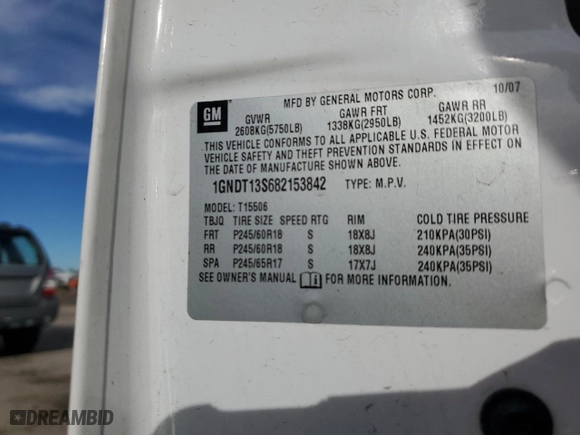 MFD BY GENERAL MOTORS CORP. 10/07
GM GVWR GAWR FRT GAWR RR
2608KG(5750LB) 1338KG(2950LB) 1452KG(3200LB)
THIS VEHICLE CONFORMS TO ALL APPLICABLE U.S. FEDERAL MOTOR
VEHICLE SAFETY AND THEFT PREVENTION STANDARDS IN EFFECT ON
THE DATE OF MANUFACTURE SHOWN ABOVE.
1GNDT13S682153842 TYPE: M.P.V.
MODEL: T15506
TBJQ TIRE SIZE SPEED RTG RIM COLD TIRE PRESSURE
FRT P245/60R18 S 18X8J 210KPA(30PSI)
RR P245/60R18 S 18X8J 240KPA(35PSI)
SPA P245/65R17 S 17X7J 240KPA(35PSI)
SEE OWNER'S MANUAL FOR MORE INFORMATION.
DREAMBID